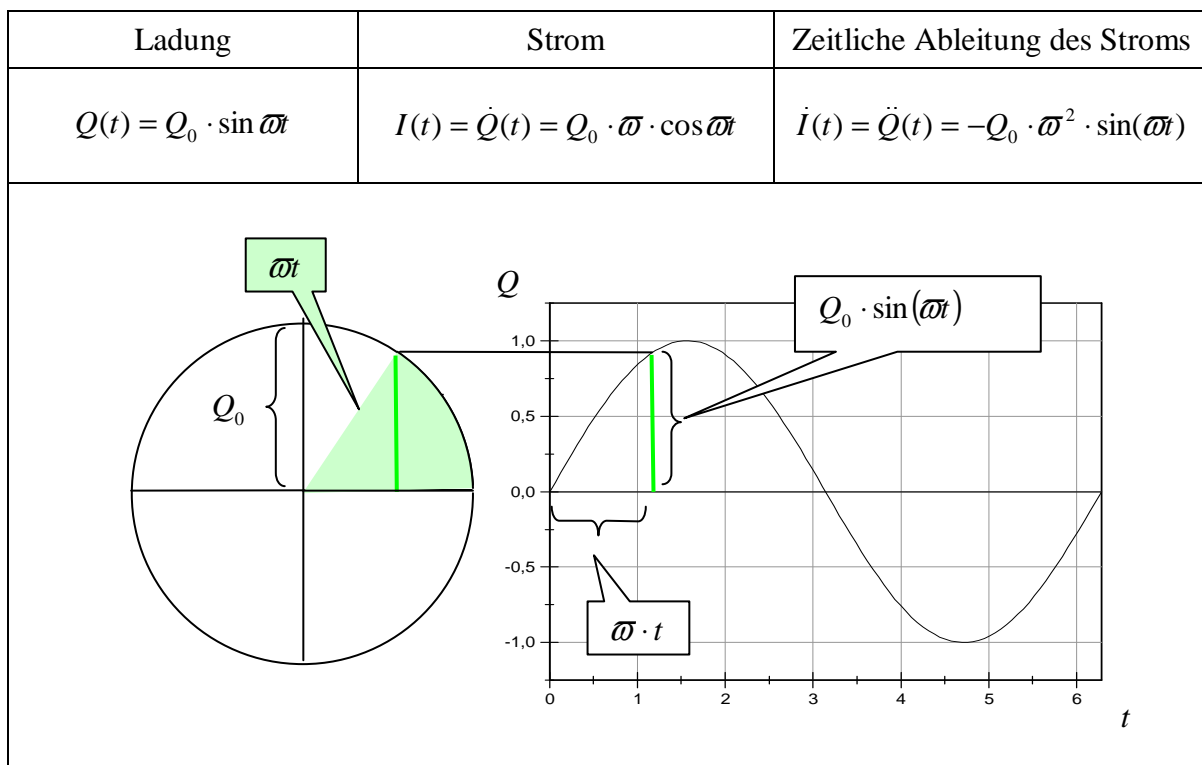 Ladung Strom Zeitliche Ableitung des Stroms
Q(t) = Q₀ · sin ϖt I(t) = Q̇(t) = Q₀ · ϖ · cos ϖt İ(t) = Q̈(t) = −Q₀ · ϖ² · sin(ϖt)
ϖt
Q
Q₀ · sin(ϖt)
1,0
Q₀
0,5
0,0
-0,5
ϖ · t
-1,0
0 1 2 3 4 5 6
t